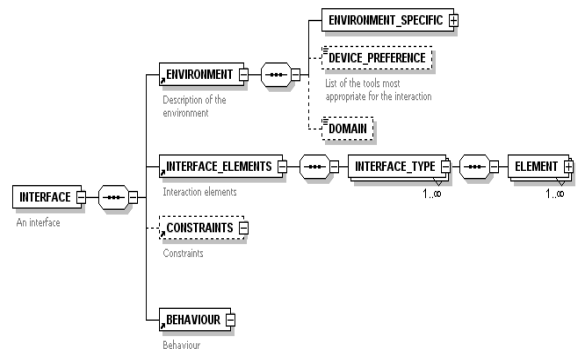 ENVIRONMENT_SPECIFIC
ENVIRONMENT
DEVICE_PREFERENCE
Description of the
environment
List of the tools most
appropriate for the interaction
DOMAIN
INTERFACE_ELEMENTS
INTERFACE_TYPE
ELEMENT
Interaction elements
1..∞
1..∞
INTERFACE
An interface
CONSTRAINTS
Constraints
BEHAVIOUR
Behaviour